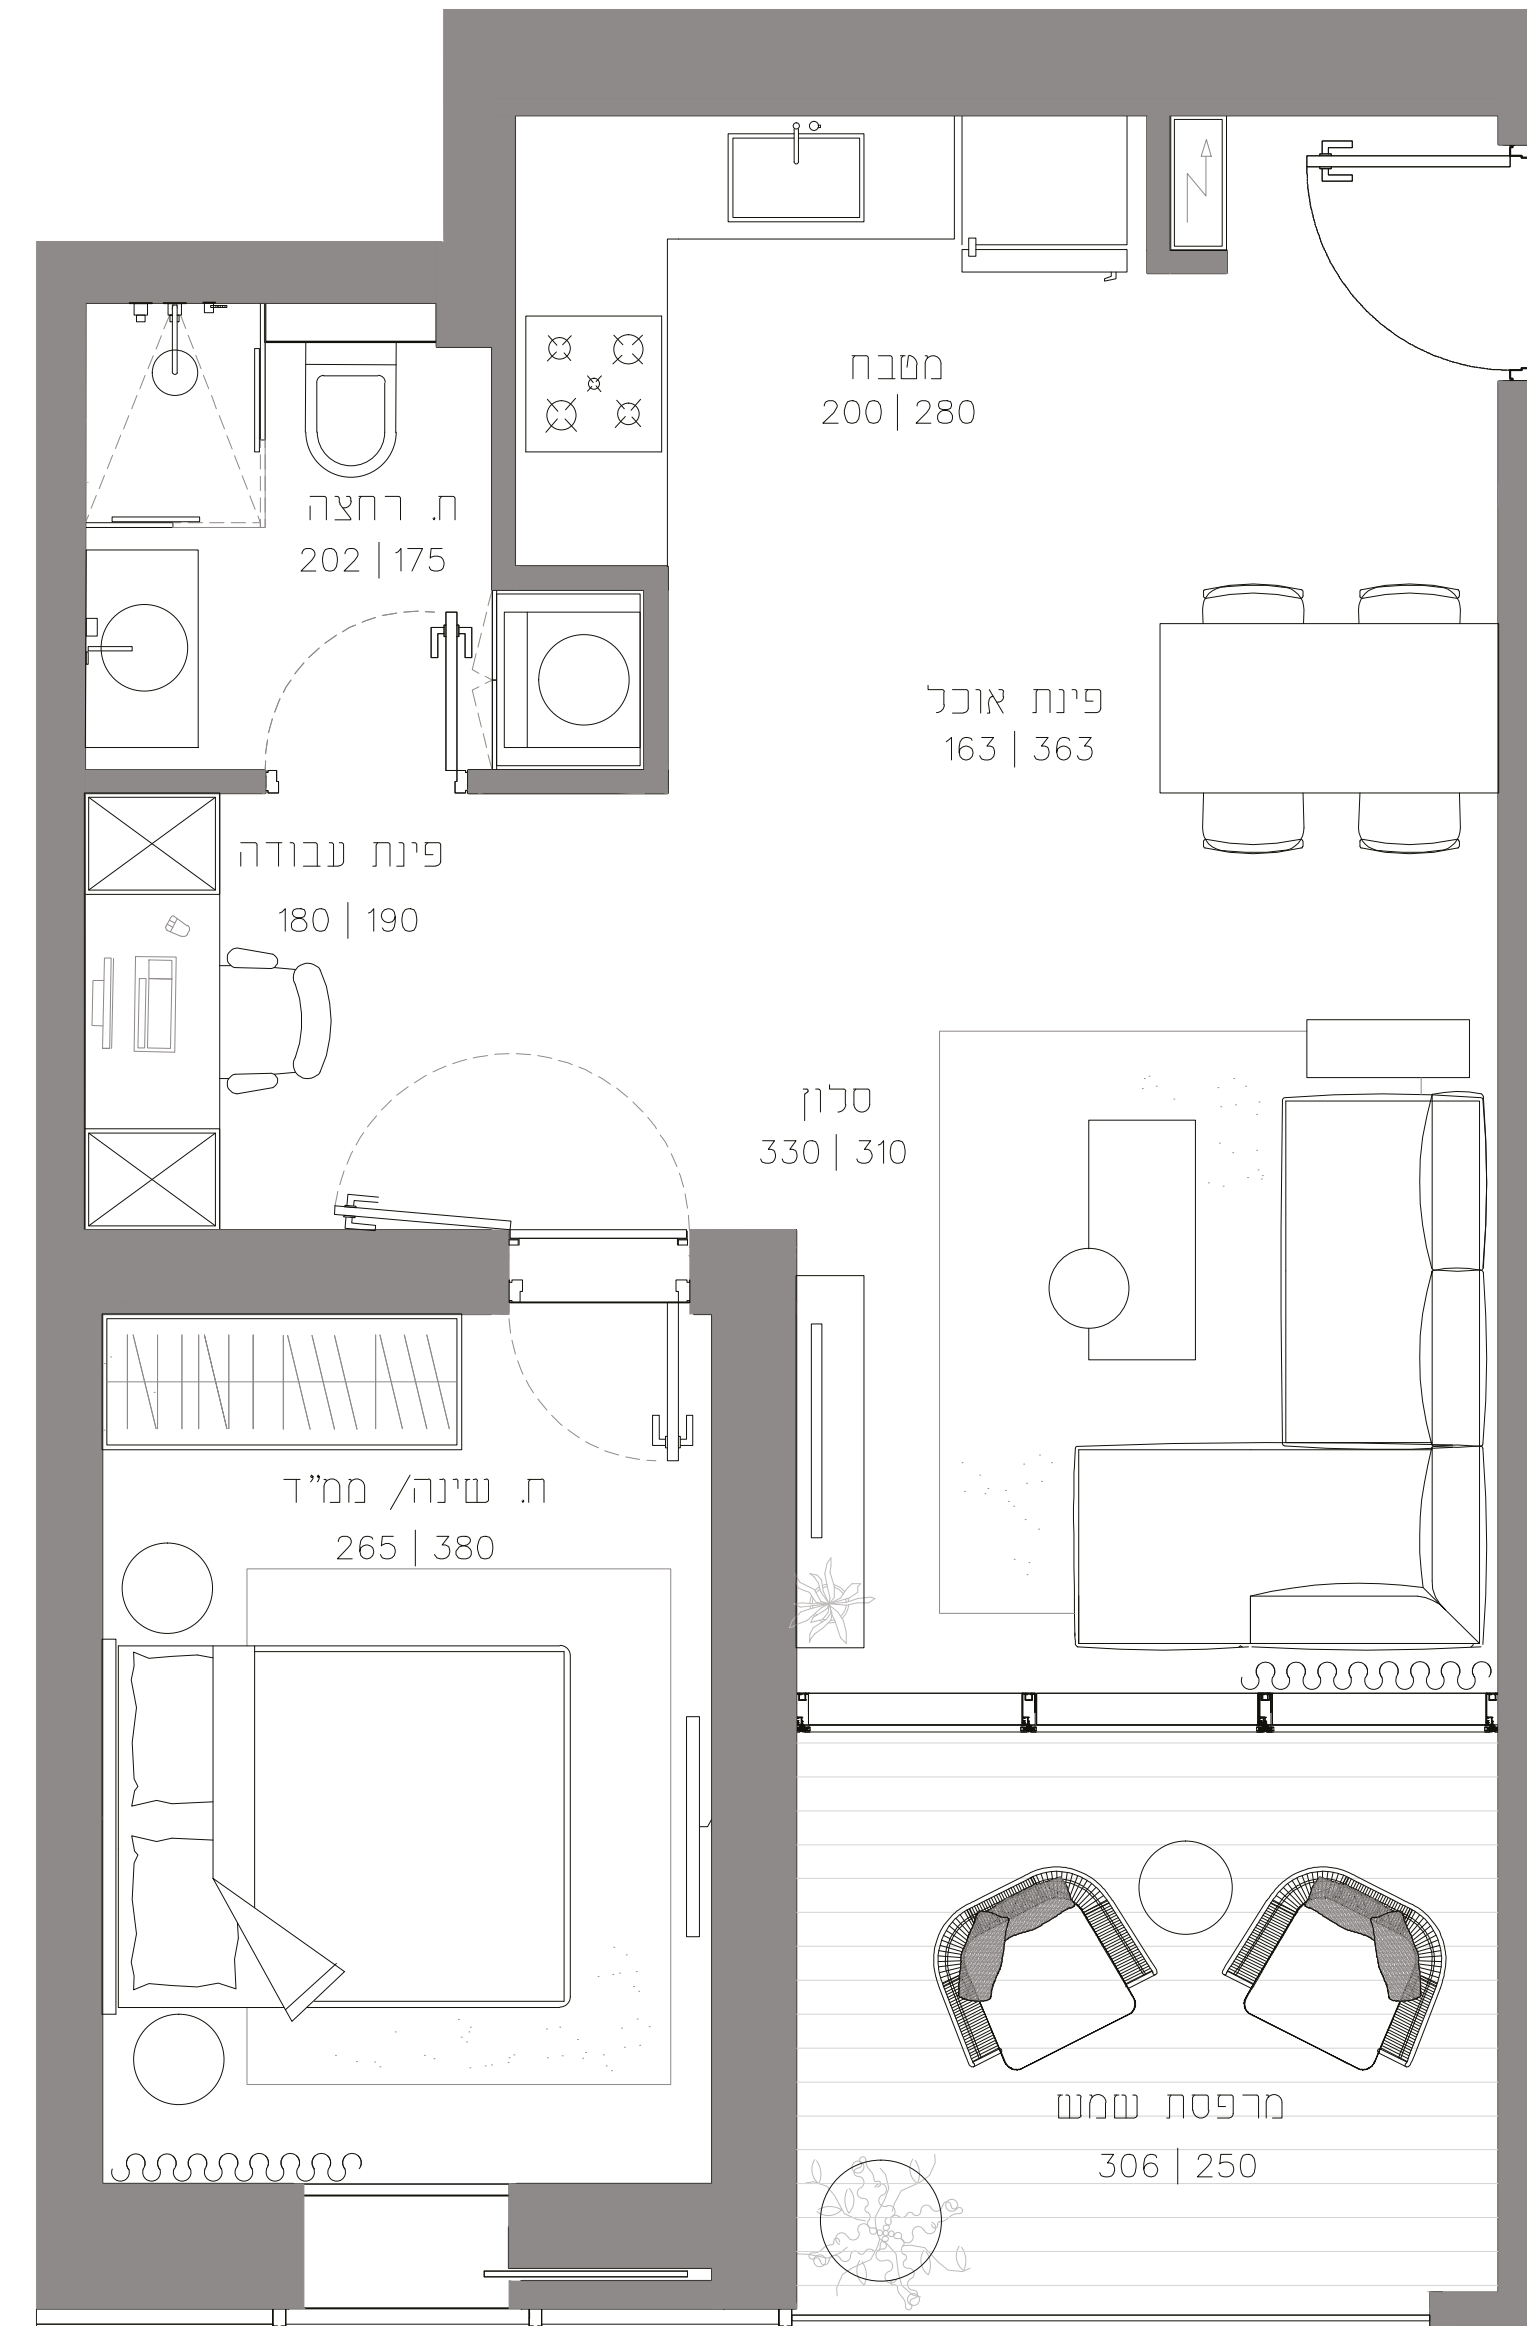 מטבח
200|280
ח. רחצה
202|175
פינת אוכל
163|363
פינת עבודה
180|190
סלון
330|310
ח. שינה/ ממ"ד
265|380
מרפסת שמש
306|250